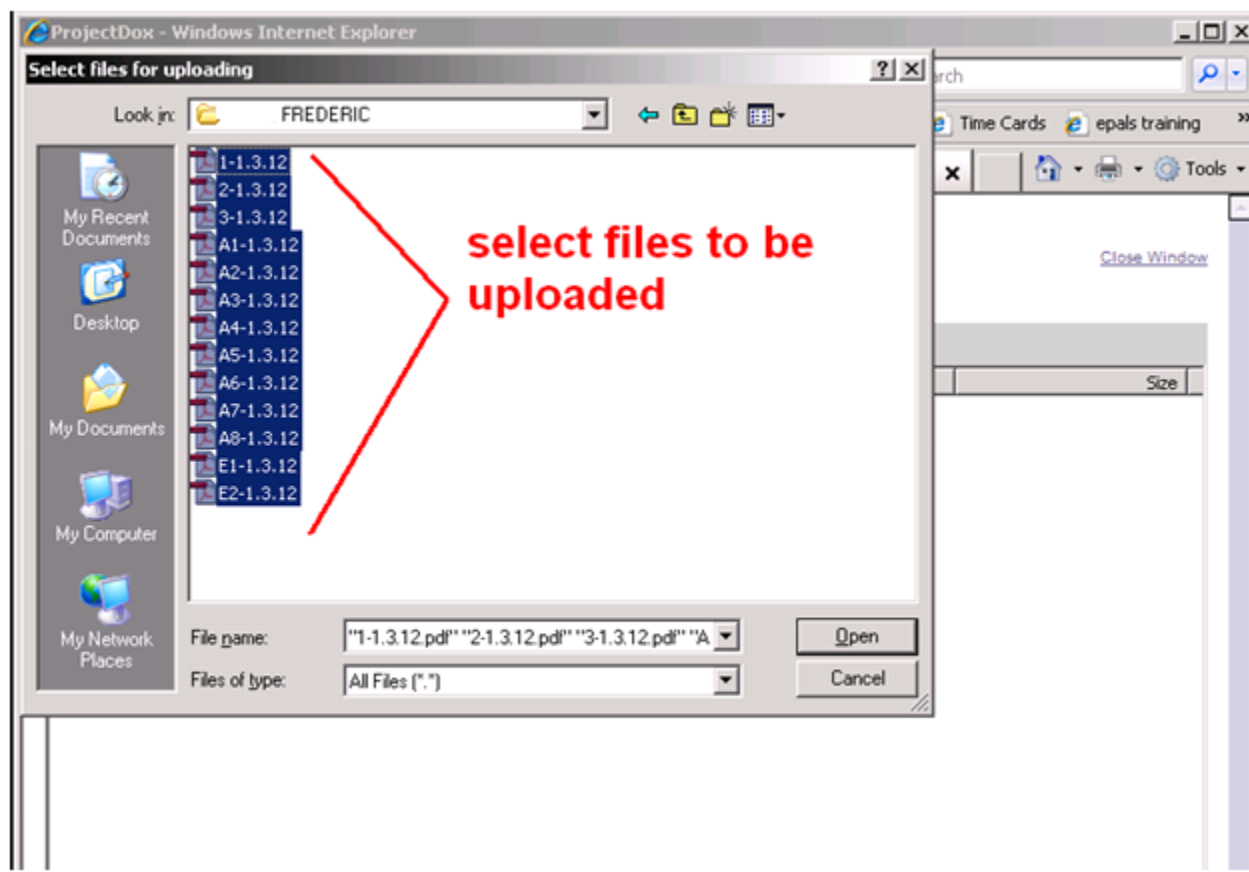 ProjectDox - Windows Internet Explorer
Select files for uploading
Look in:
FREDERIC
Time Cards
epals training
Tools
1-1.3.12
2-1.3.12
3-1.3.12
A1-1.3.12
A2-1.3.12
A3-1.3.12
A4-1.3.12
A5-1.3.12
A6-1.3.12
A7-1.3.12
A8-1.3.12
E1-1.3.12
E2-1.3.12
My Recent
Documents
Desktop
My Documents
My Computer
My Network
Places
select files to be
uploaded
Close Window
Size
File name:
"1-1.3.12.pdf" "2-1.3.12.pdf" "3-1.3.12.pdf" "A
Open
Files of type:
All Files (*.*)
Cancel